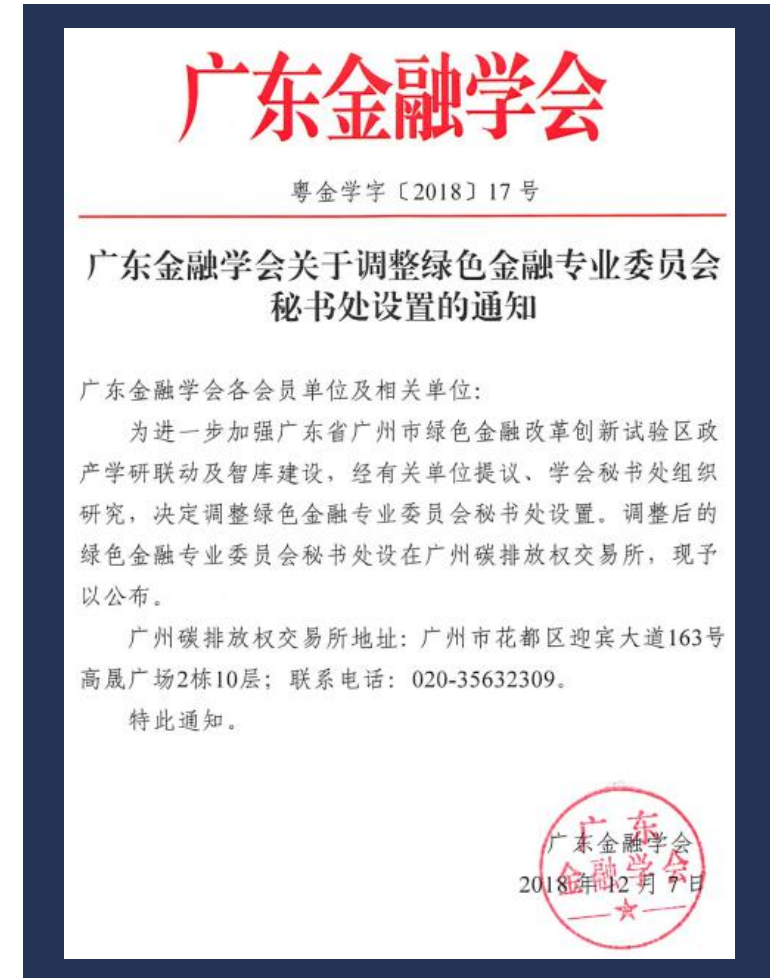 广东金融学会
粤金学字〔2018〕17号
广东金融学会关于调整绿色金融专业委员会
秘书处设置的通知
广东金融学会各会员单位及相关单位：
为进一步加强广东省广州市绿色金融改革创新试验区政
产学研联动及智库建设，经有关单位提议、学会秘书处组织
研究，决定调整绿色金融专业委员会秘书处设置。调整后的
绿色金融专业委员会秘书处设在广州碳排放权交易所，现予
以公布。
广州碳排放权交易所地址：广州市花都区迎宾大道163号
高晟广场2栋10层；联系电话：020-35632309。
特此通知。
广东金融学会
2018年12月7日
广东
金融学会